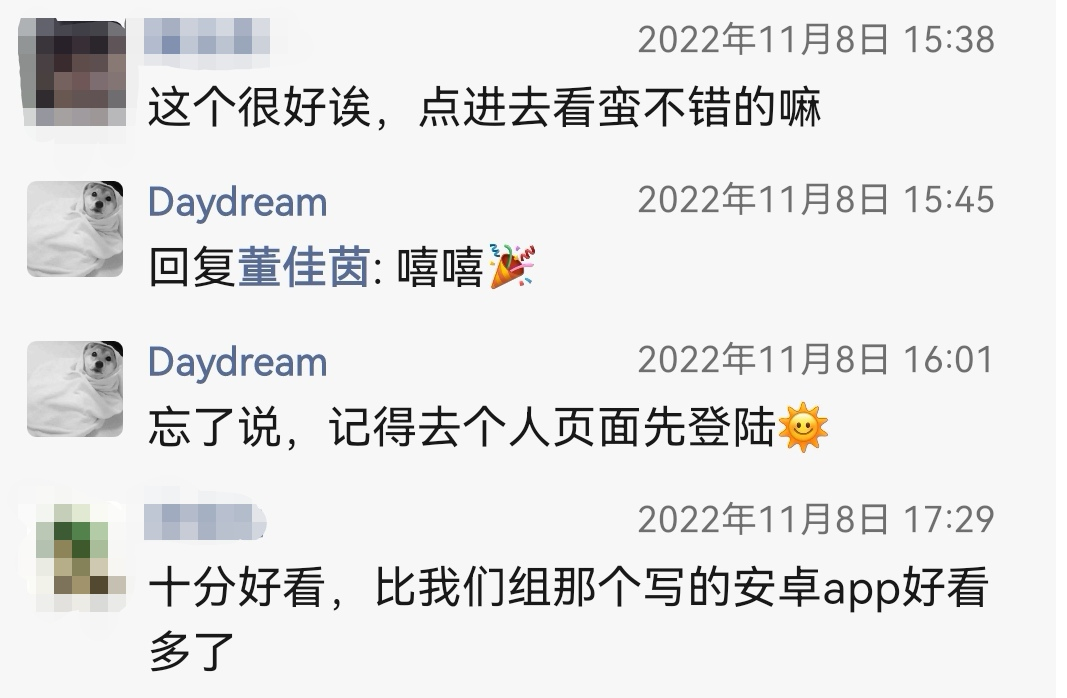 2022年11月8日 15:38
这个很好诶，点进去看蛮不错的嘛
Daydream 2022年11月8日 15:45
回复董佳茵: 嘻嘻🎉
Daydream 2022年11月8日 16:01
忘了说，记得去个人页面先登陆🌞
2022年11月8日 17:29
十分好看，比我们组那个写的安卓app好看
多了